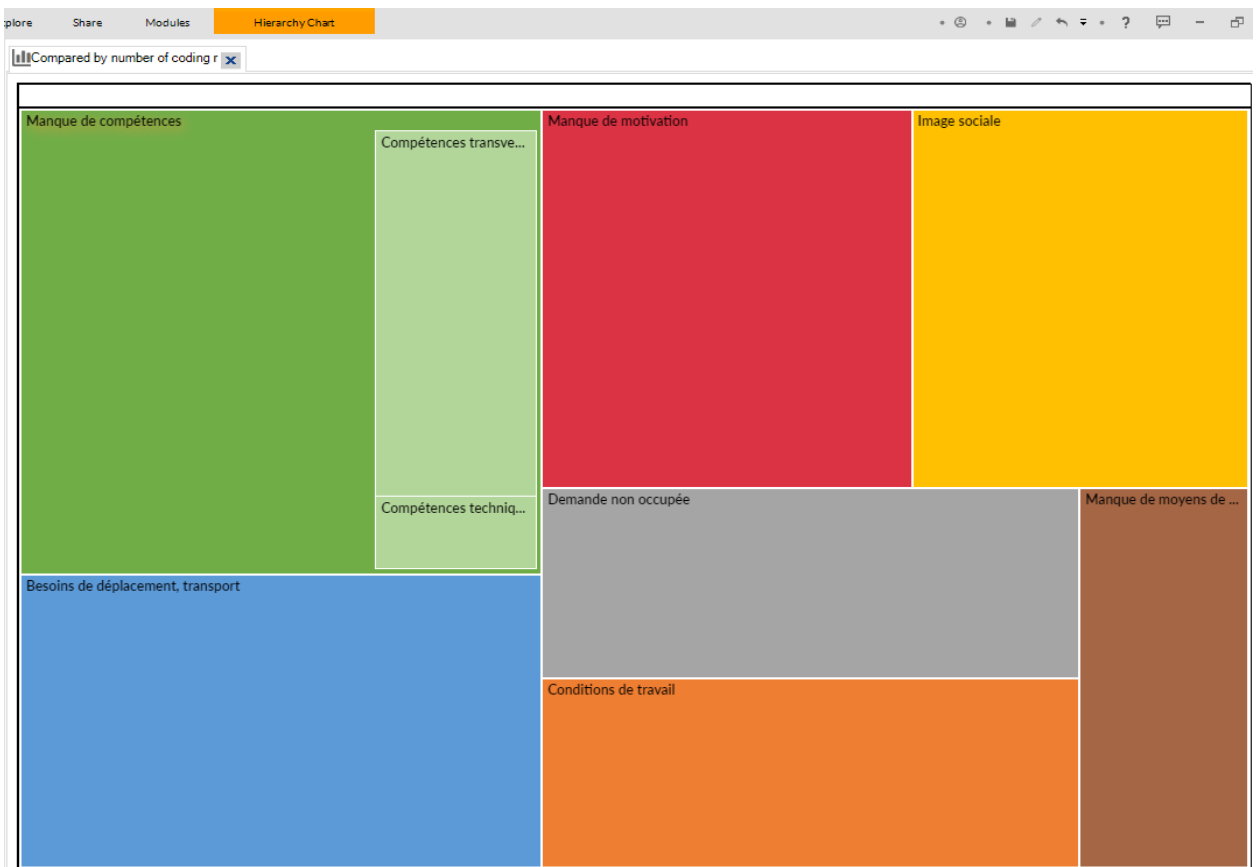 plore Share Modules Hierarchy Chart ?
Compared by number of coding r
Manque de compétences
Compétences transve...
Compétences techniq...
Manque de motivation
Image sociale
Demande non occupée
Manque de moyens de ...
Besoins de déplacement, transport
Conditions de travail